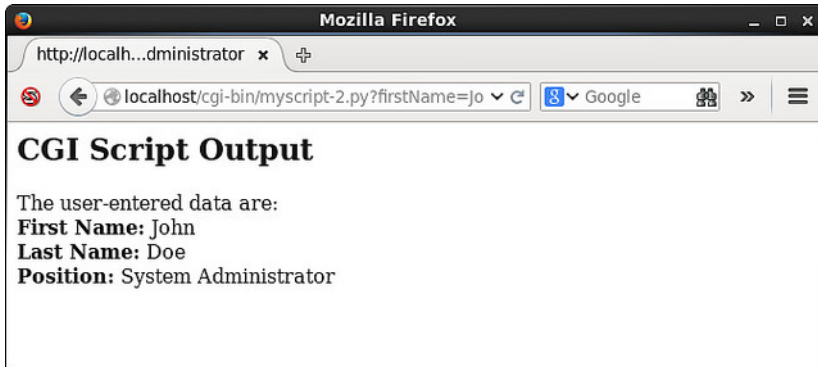 Mozilla Firefox
http://localh...dministrator
localhost/cgi-bin/myscript-2.py?firstName=Jo
8 Google
CGI Script Output
The user-entered data are:
First Name: John
Last Name: Doe
Position: System Administrator